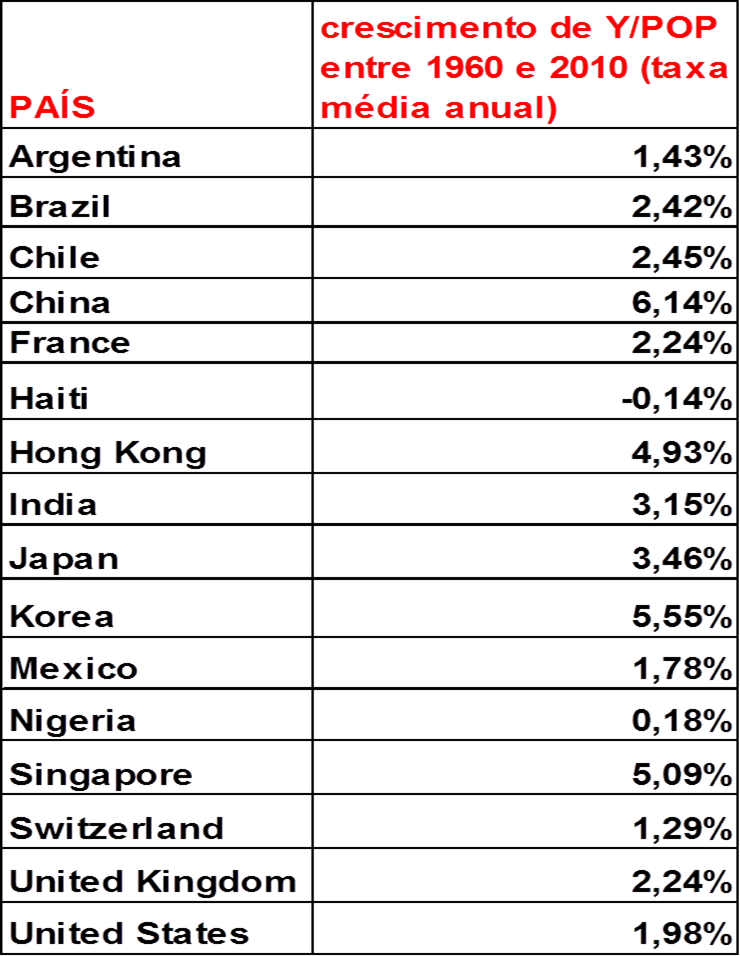 PAÍS
crescimento de Y/POP
entre 1960 e 2010 (taxa
média anual)
Argentina 1,43%
Brazil 2,42%
Chile 2,45%
China 6,14%
France 2,24%
Haiti -0,14%
Hong Kong 4,93%
India 3,15%
Japan 3,46%
Korea 5,55%
Mexico 1,78%
Nigeria 0,18%
Singapore 5,09%
Switzerland 1,29%
United Kingdom 2,24%
United States 1,98%